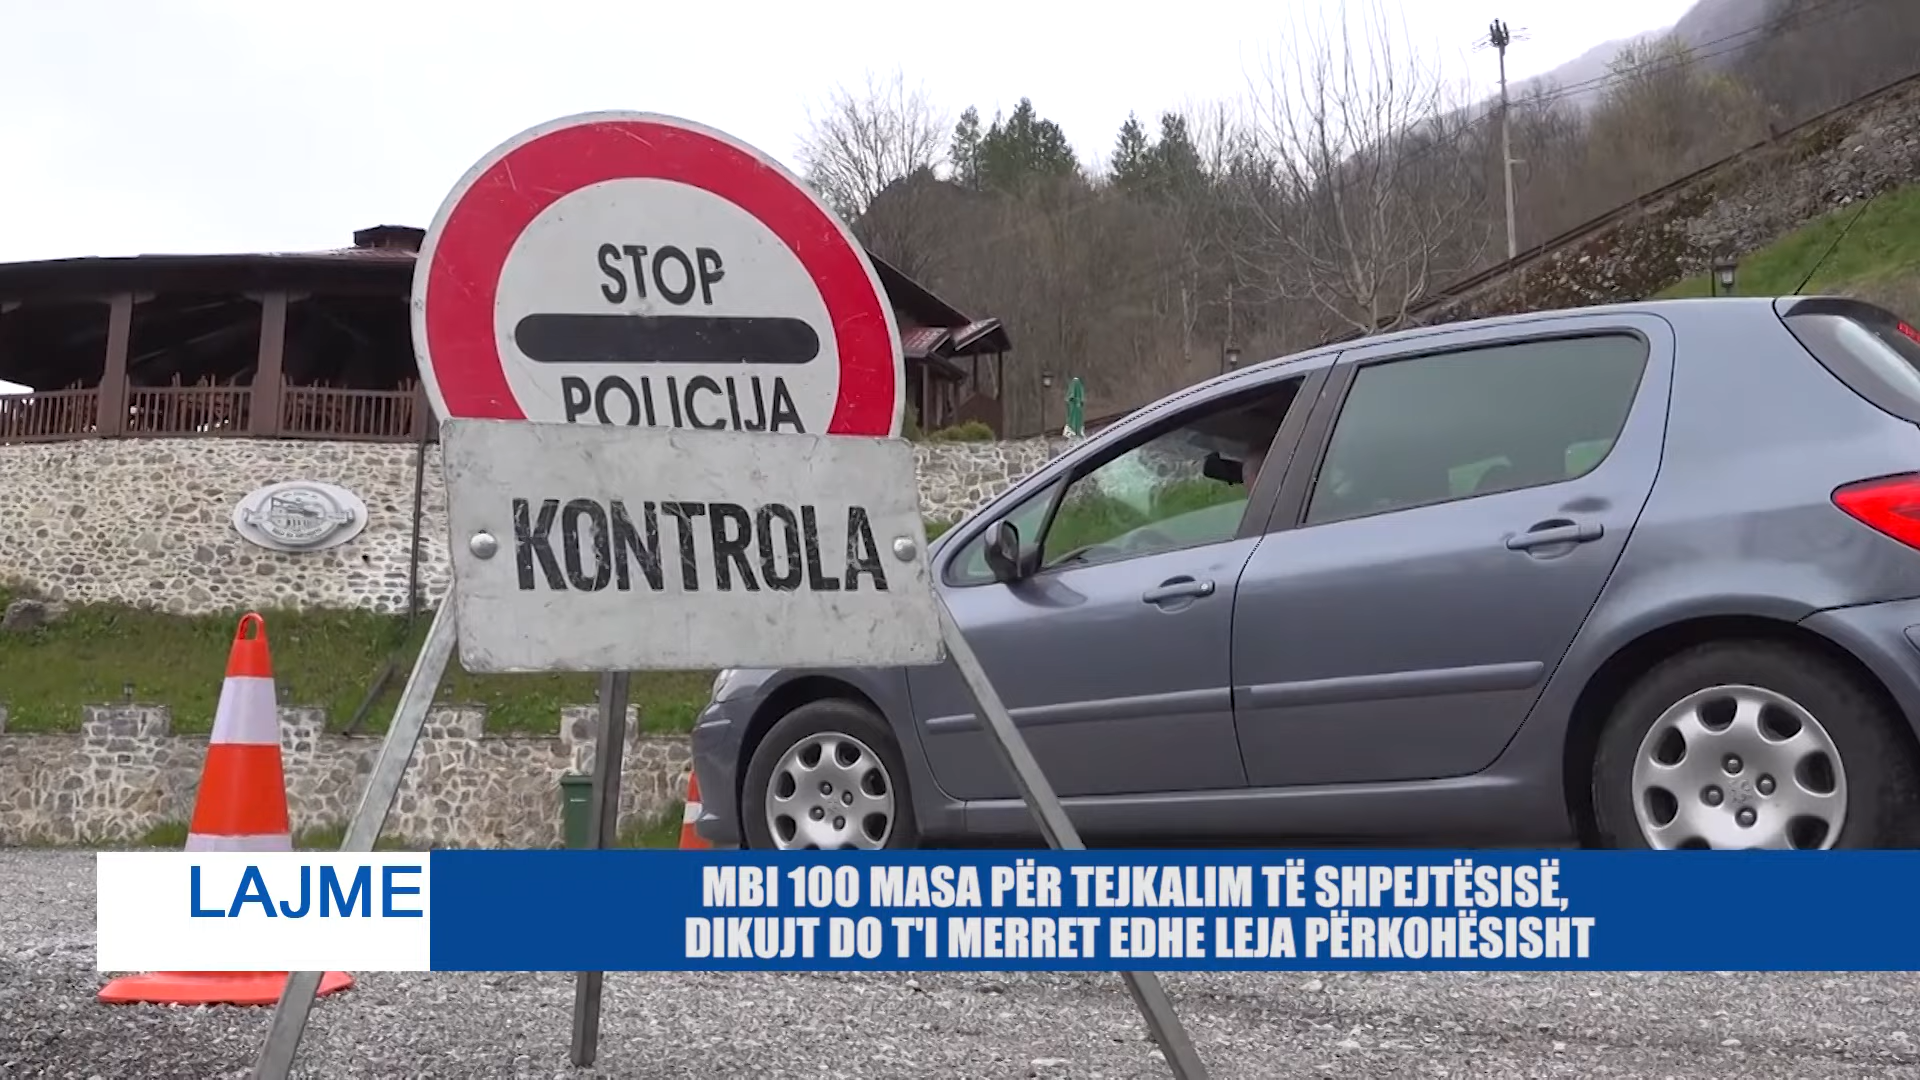 STOP
POLICIJA
KONTROLA
LAJME
MBI 100 MASA PËR TEJKALIM TË SHPEJTËSISË,
DIKUJT DO T'I MERRET EDHE LEJA PËRKOHËSISHT